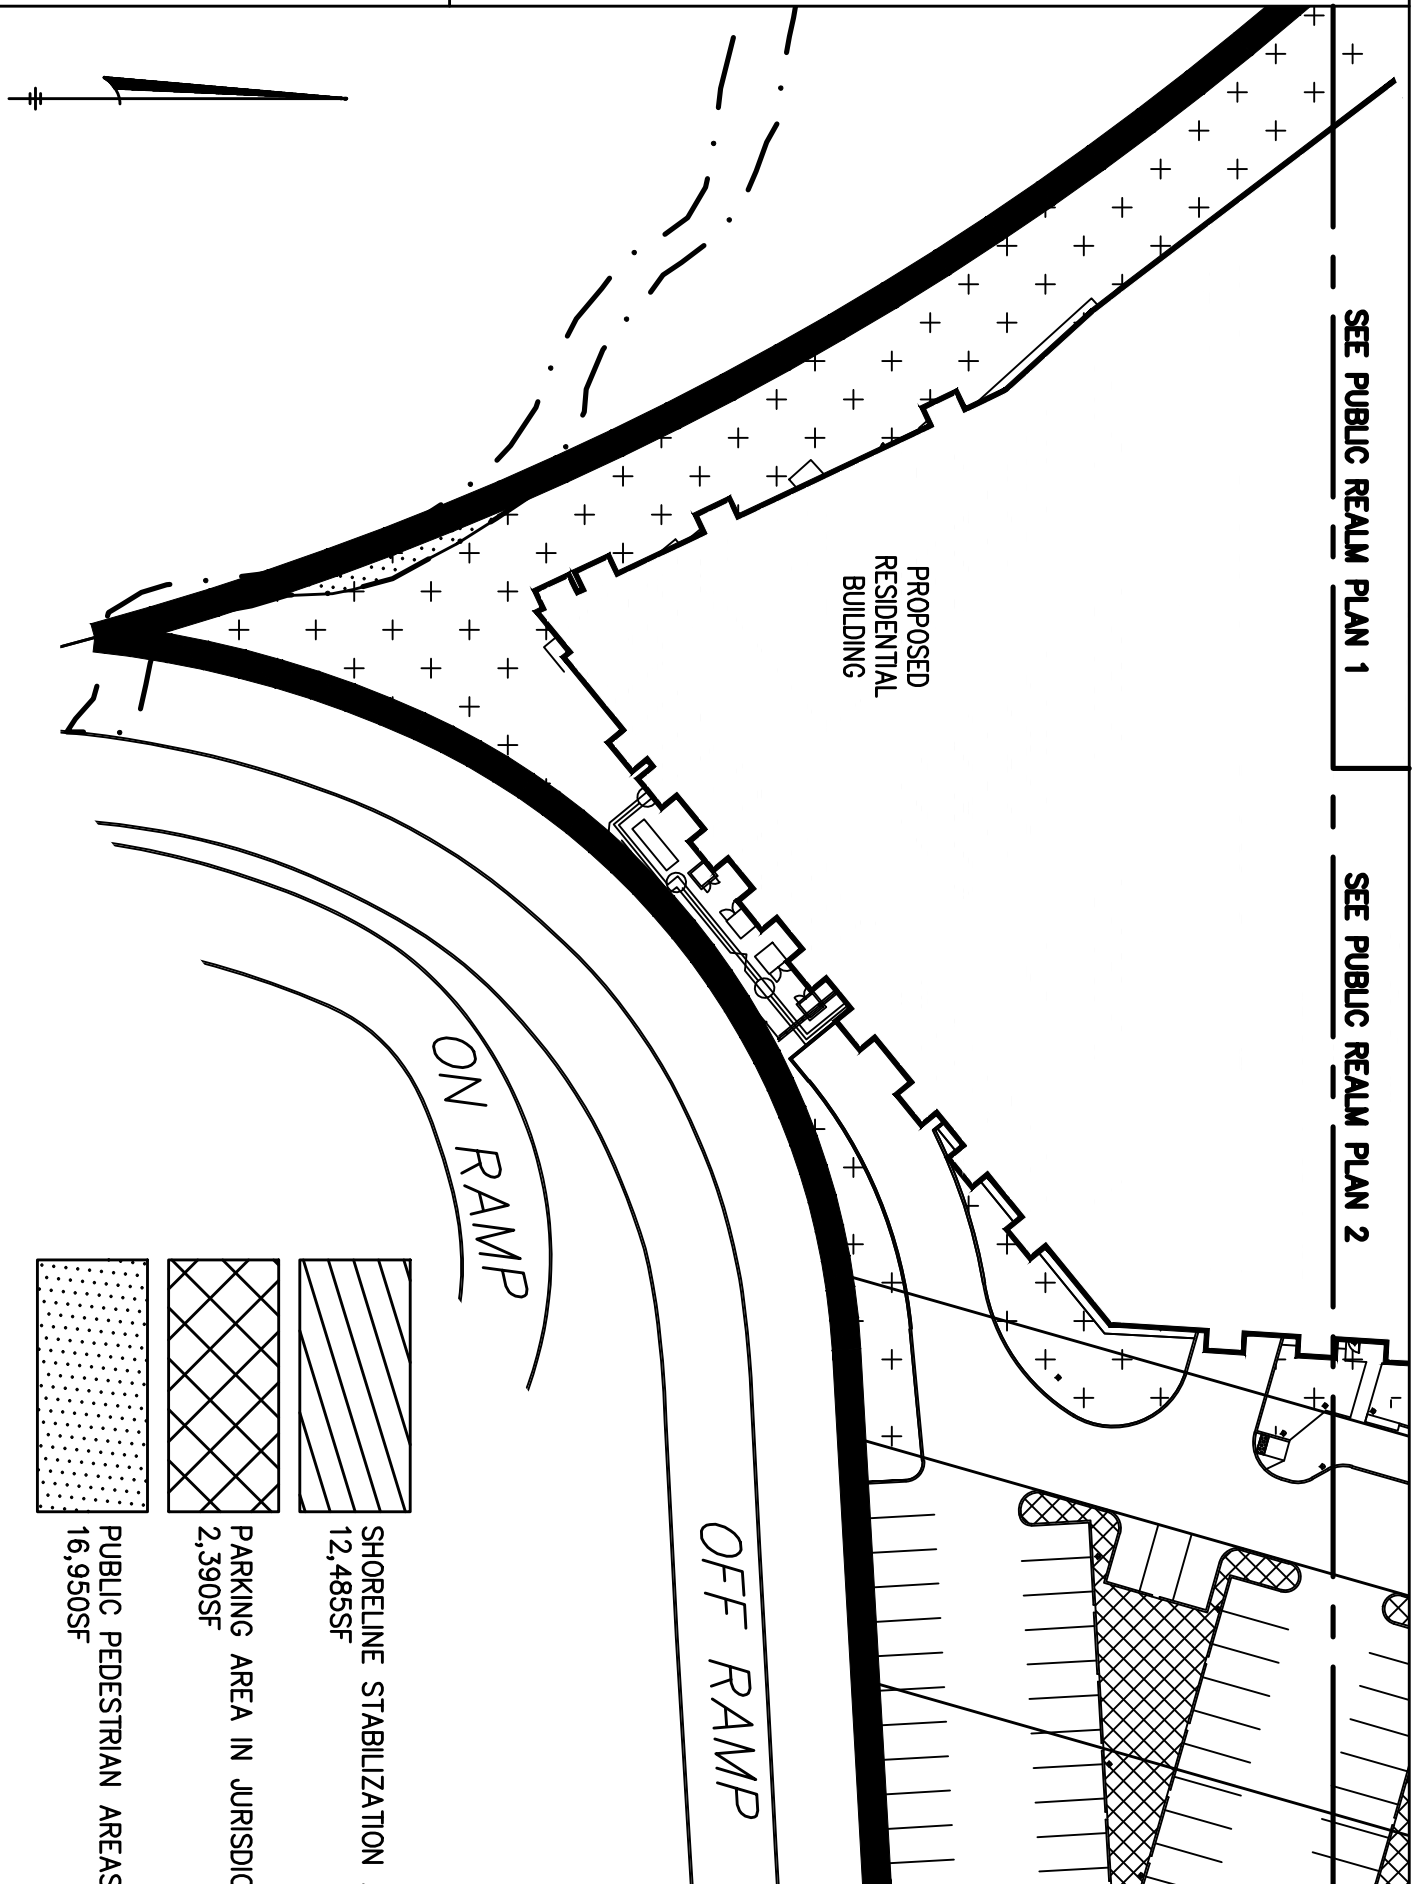 SEE PUBLIC REALM PLAN 1
SEE PUBLIC REALM PLAN 2
PROPOSED
RESIDENTIAL
BUILDING
ON RAMP
OFF RAMP
SHORELINE STABILIZATION
12,485SF
PARKING AREA IN JURISDIC
2,390SF
PUBLIC PEDESTRIAN AREAS
16,950SF